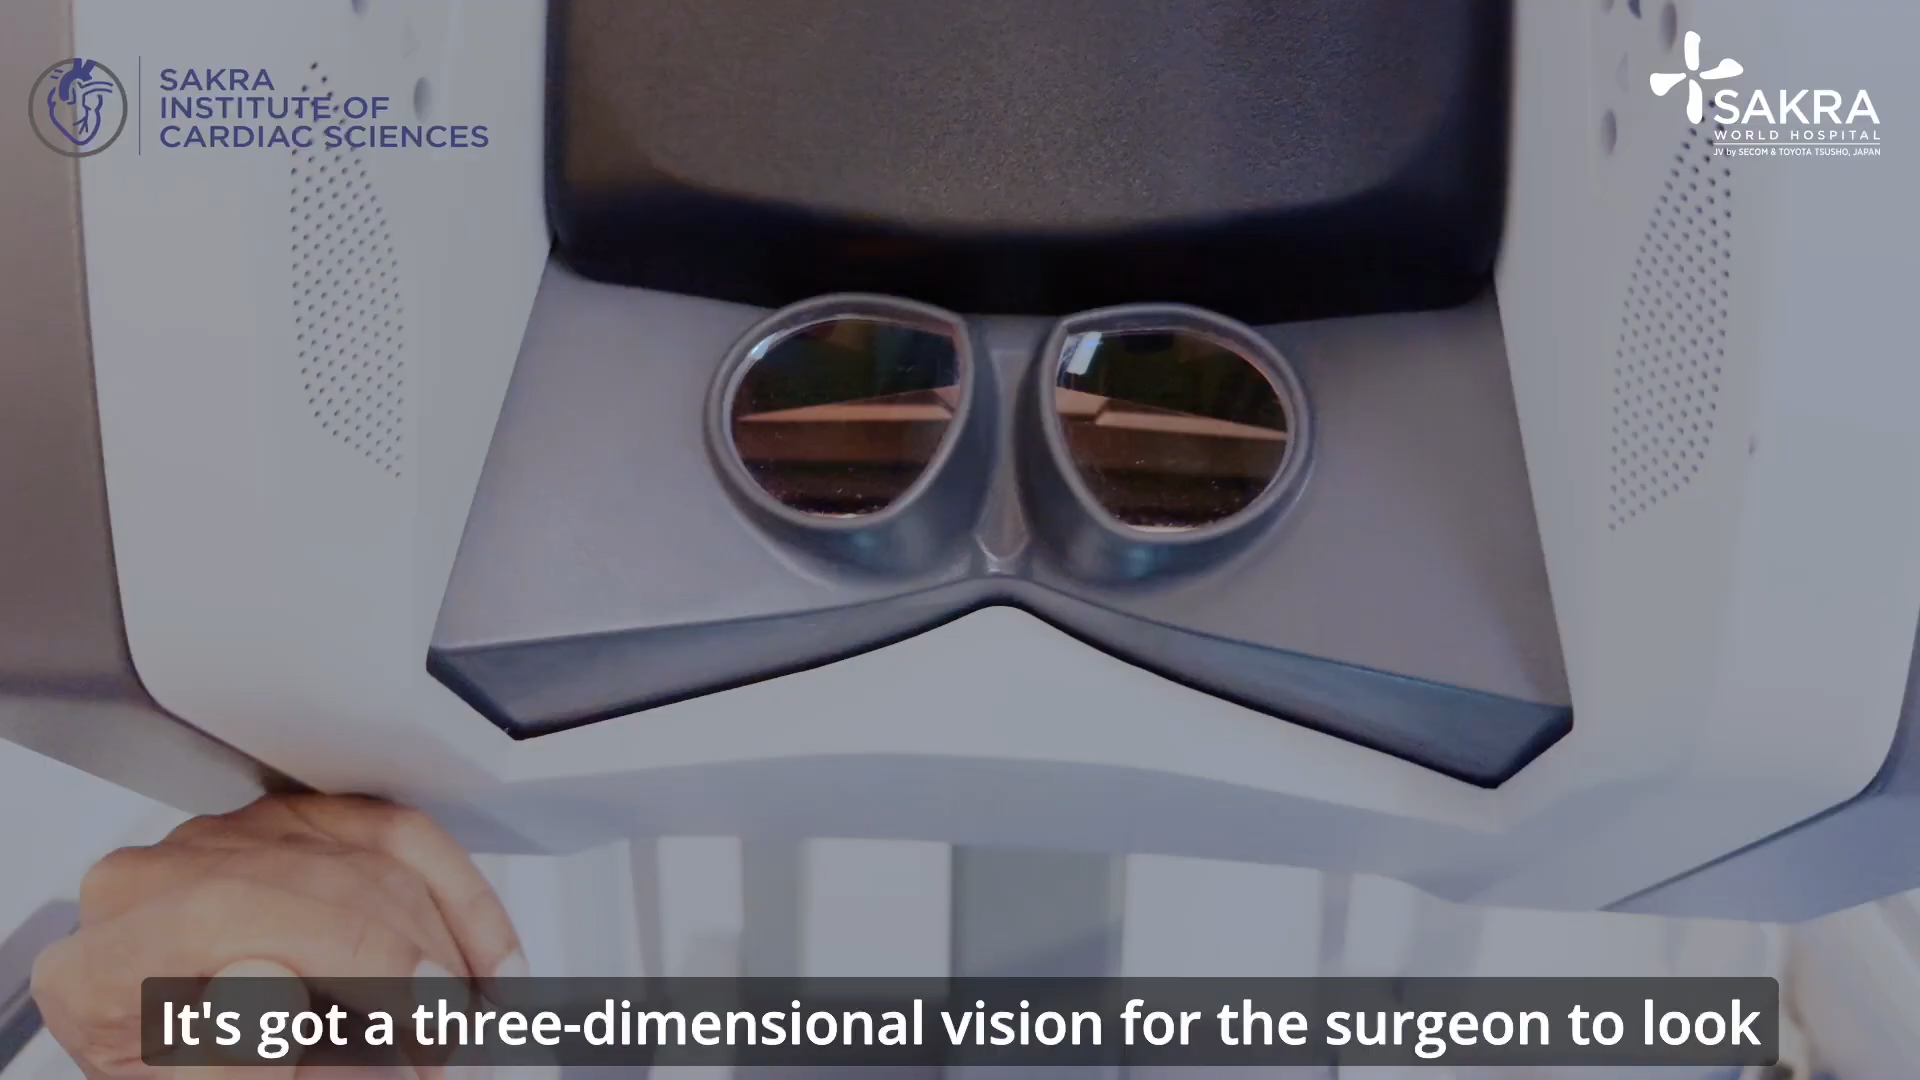 SAKRA
INSTITUTE OF
CARDIAC SCIENCES
SAKRA
WORLD HOSPITAL
JV by SECOM & TOYOTA TSUSHO, JAPAN
It's got a three-dimensional vision for the surgeon to look